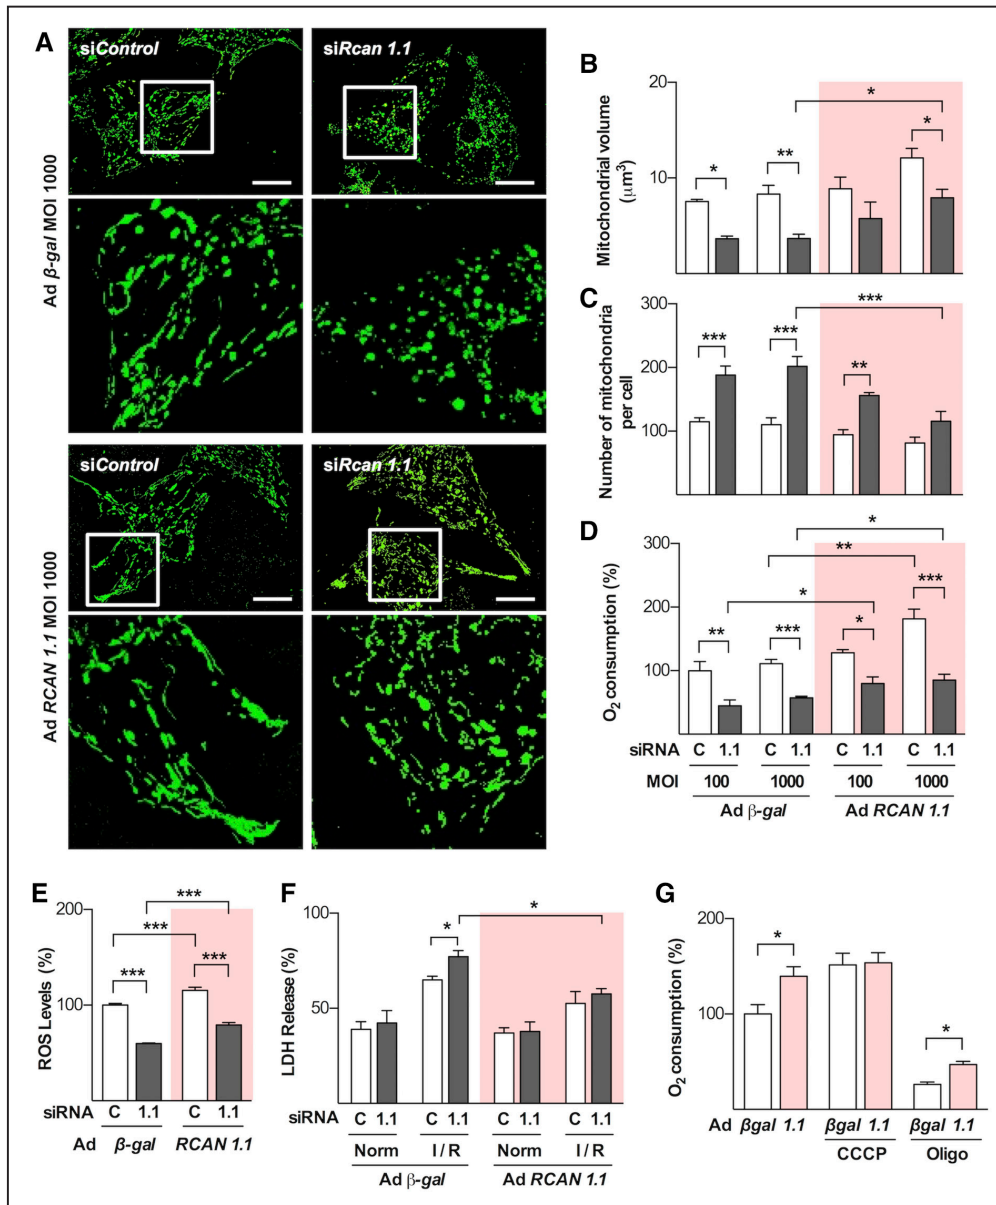 A
siControl
siRcan 1.1
Ad β-gal MOI 1000
siControl
siRcan 1.1
Ad RCAN 1.1 MOI 1000
B
Mitochondrial volume
(μm³)
20
10
* ** * *
C
Number of mitochondria
per cell
300
200
100
*** *** ** ***
D
O₂ consumption (%)
300
200
100
0
** *** * * *** ** *
siRNA C 1.1 C 1.1 C 1.1 C 1.1
MOI 100 1000 100 1000
Ad β-gal Ad RCAN 1.1
E
ROS Levels (%)
200
100
*** *** *** ***
siRNA C 1.1 C 1.1
Ad β-gal RCAN 1.1
F
LDH Release (%)
100
50
* *
siRNA C 1.1 C 1.1 C 1.1 C 1.1
Norm I / R Norm I / R
Ad β-gal Ad RCAN 1.1
G
O₂ consumption (%)
200
100
* *
Ad βgal 1.1 βgal 1.1 βgal 1.1
CCCP Oligo